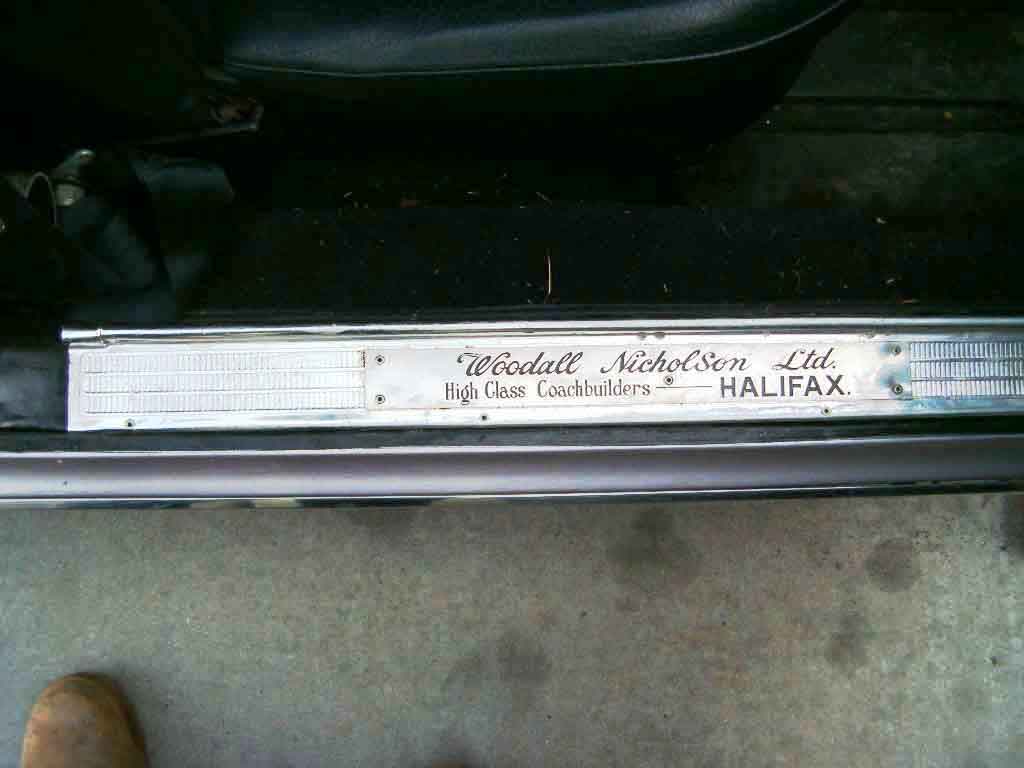 Woodall Nicholson Ltd.
High Class Coachbuilders — HALIFAX.